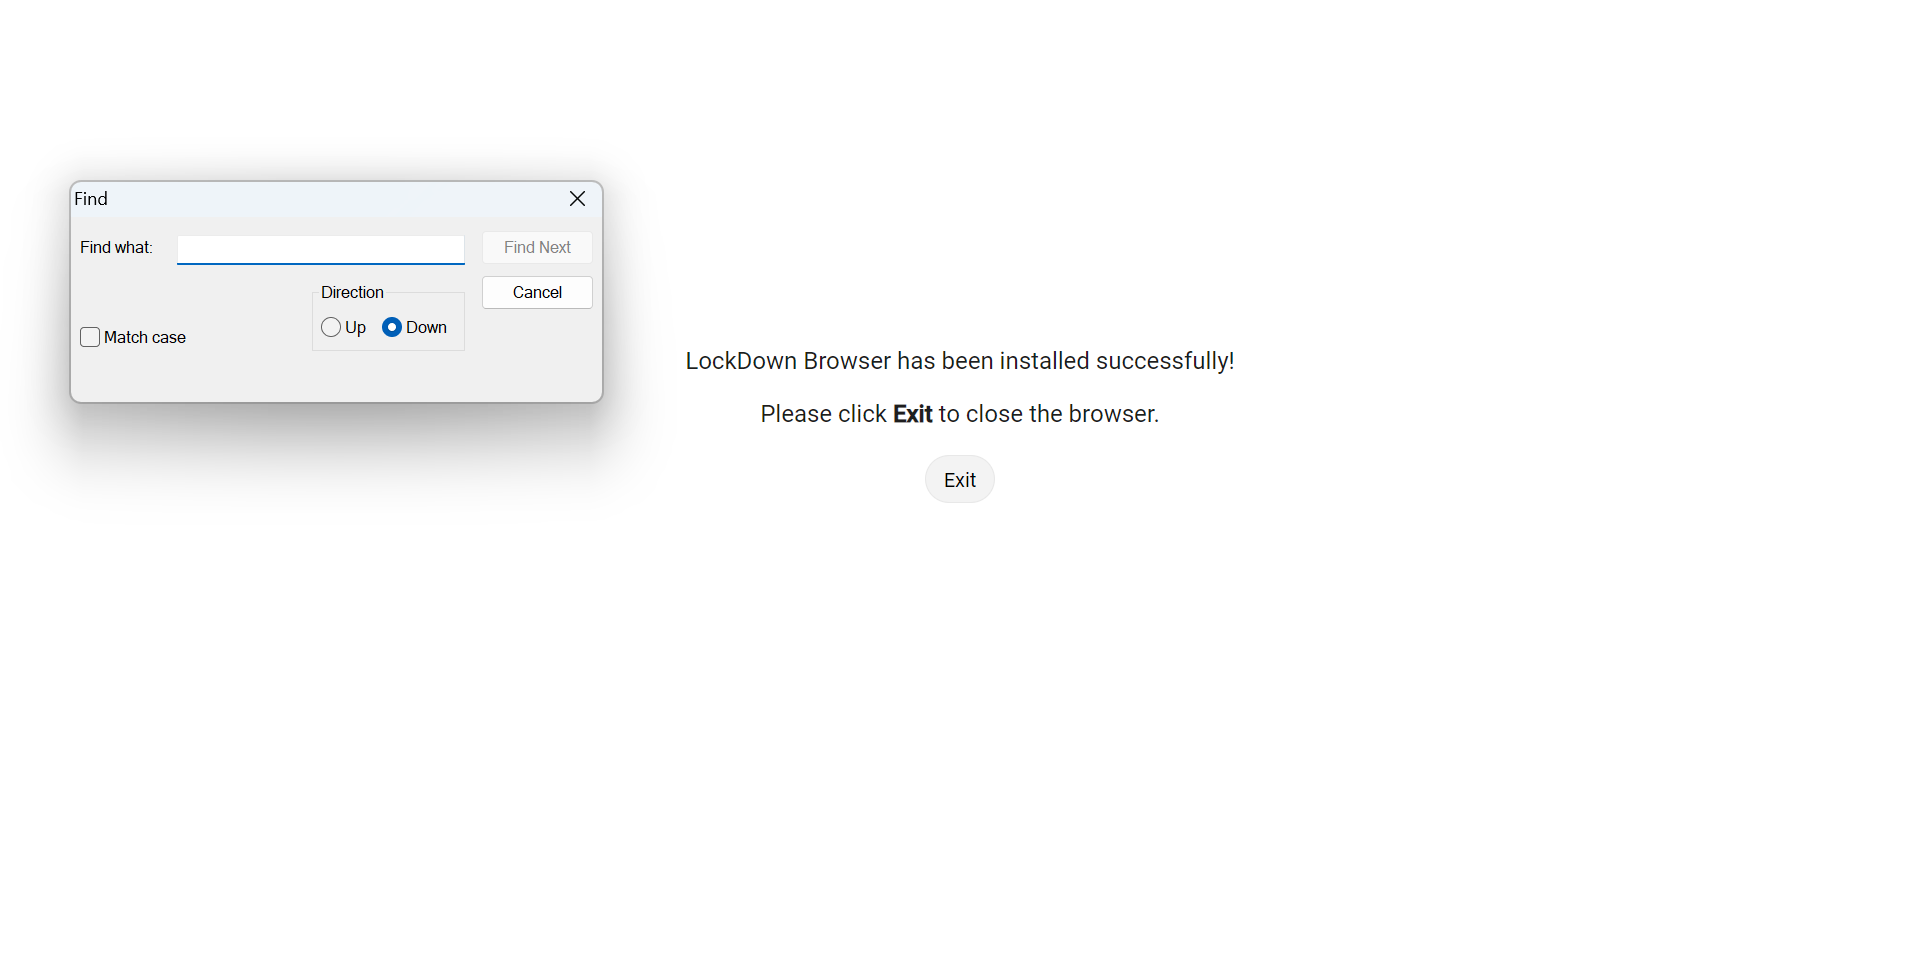 Find
Find what:
Find Next
Direction
Cancel
Up
Down
Match case
LockDown Browser has been installed successfully!
Please click Exit to close the browser.
Exit